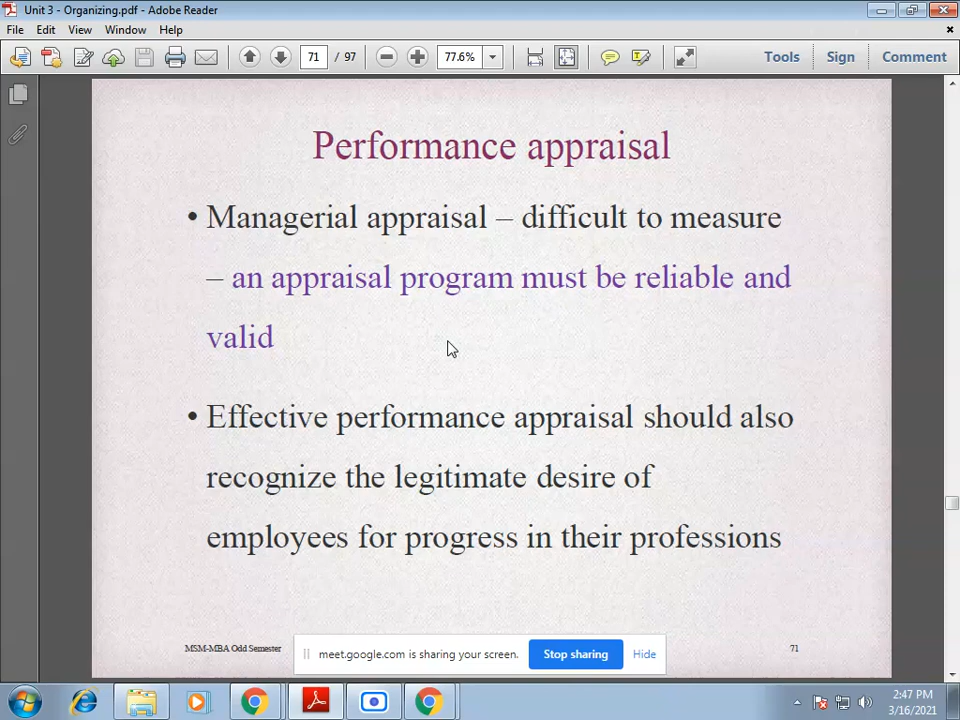 Unit 3 - Organizing.pdf - Adobe Reader
File Edit View Window Help
71 / 97 77.6% Tools Sign Comment
Performance appraisal
• Managerial appraisal – difficult to measure
– an appraisal program must be reliable and
valid
• Effective performance appraisal should also
recognize the legitimate desire of
employees for progress in their professions
MSM-MBA Odd Semester
71
meet.google.com is sharing your screen. Stop sharing Hide
2:47 PM
3/16/2021